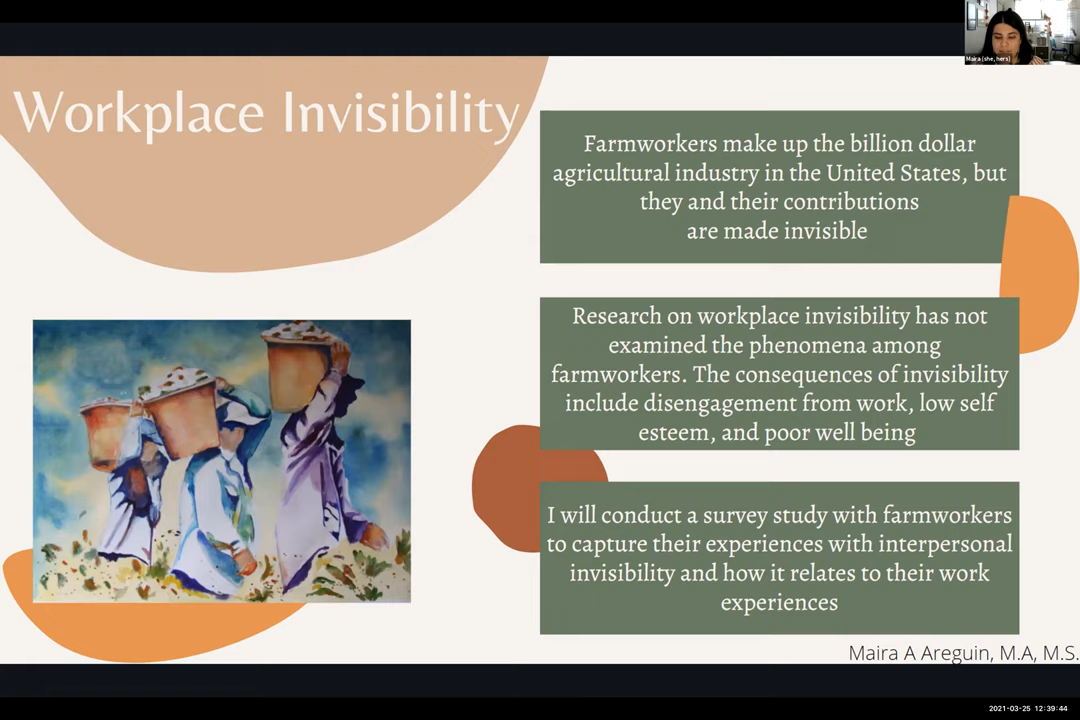 Maira (she, hers)
Workplace Invisibility
Farmworkers make up the billion dollar
agricultural industry in the United States, but
they and their contributions
are made invisible
Research on workplace invisibility has not
examined the phenomena among
farmworkers. The consequences of invisibility
include disengagement from work, low self
esteem, and poor well being
I will conduct a survey study with farmworkers
to capture their experiences with interpersonal
invisibility and how it relates to their work
experiences
Maira A Areguin, M.A, M.S.
2021-03-25 12:39:44